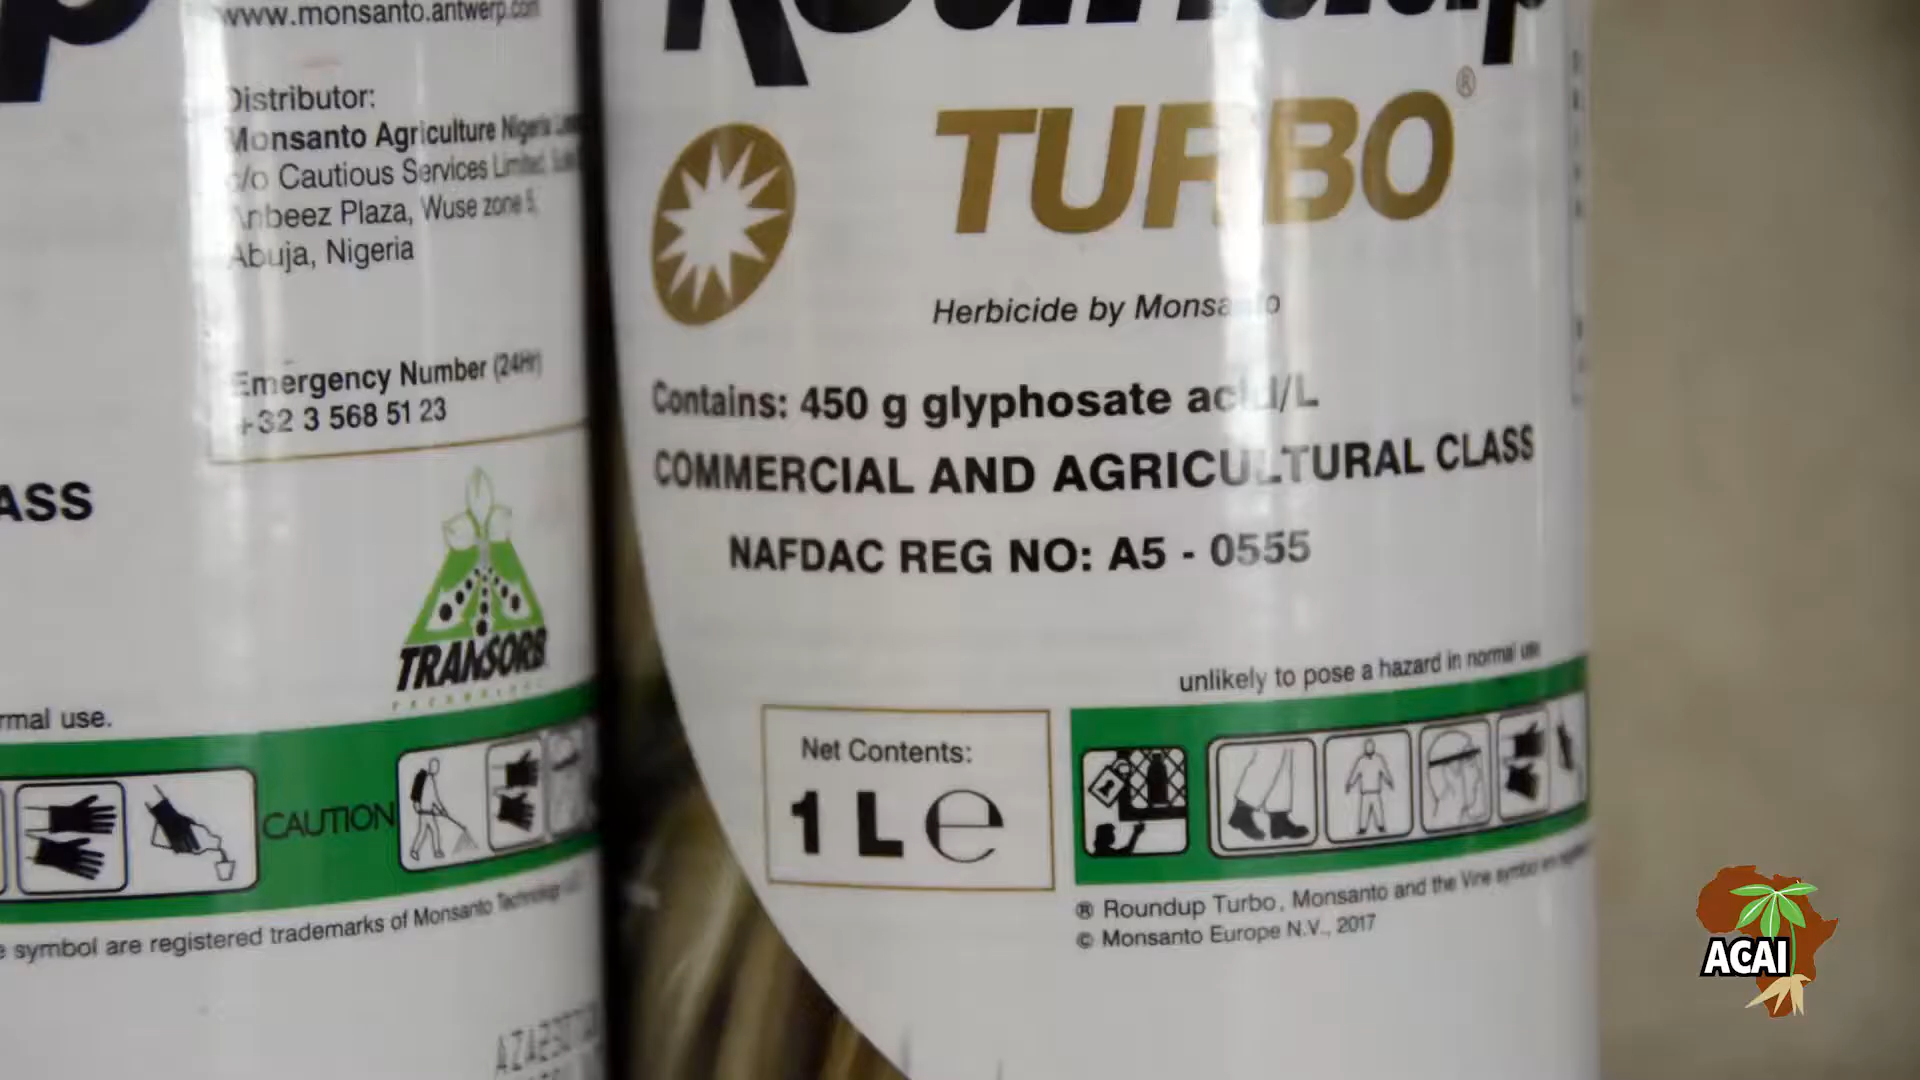 www.monsanto.antwerp.com
Distributor:
Monsanto Agriculture Nigeria
c/o Cautious Services Limited,
Anbeez Plaza, Wuse zone 5,
Abuja, Nigeria
Emergency Number (24Hr)
+32 3 568 51 23
ASS
TRANSORB
TECHNOLOGY
rmal use.
CAUTION
e symbol are registered trademarks of Monsanto Technology
Roundup
TURBO®
Herbicide by Monsanto
Contains: 450 g glyphosate acid/L
COMMERCIAL AND AGRICULTURAL CLASS
NAFDAC REG NO: A5 - 0555
unlikely to pose a hazard in normal use
Net Contents:
1 L e
® Roundup Turbo, Monsanto and the Vine symbol are
© Monsanto Europe N.V., 2017
ACAI